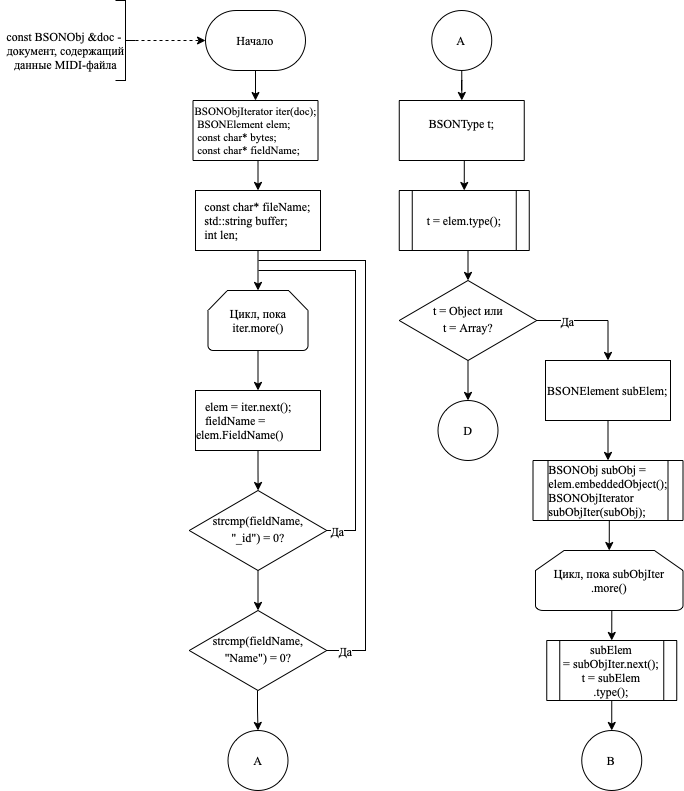 const BSONObj &doc -
документ, содержащий
данные MIDI-файла
Начало
BSONObjIterator iter(doc);
BSONElement elem;
const char* bytes;
const char* fieldName;
const char* fileName;
std::string buffer;
int len;
Цикл, пока
iter.more()
elem = iter.next();
fieldName =
elem.FieldName()
strcmp(fieldName,
"_id") = 0?
Да
strcmp(fieldName,
"Name") = 0?
Да
A
A
BSONType t;
t = elem.type();
t = Object или
t = Array?
Да
D
BSONElement subElem;
BSONObj subObj =
elem.embeddedObject();
BSONObjIterator
subObjIter(subObj);
Цикл, пока subObjIter
.more()
subElem
= subObjIter.next();
t = subElem
.type();
B